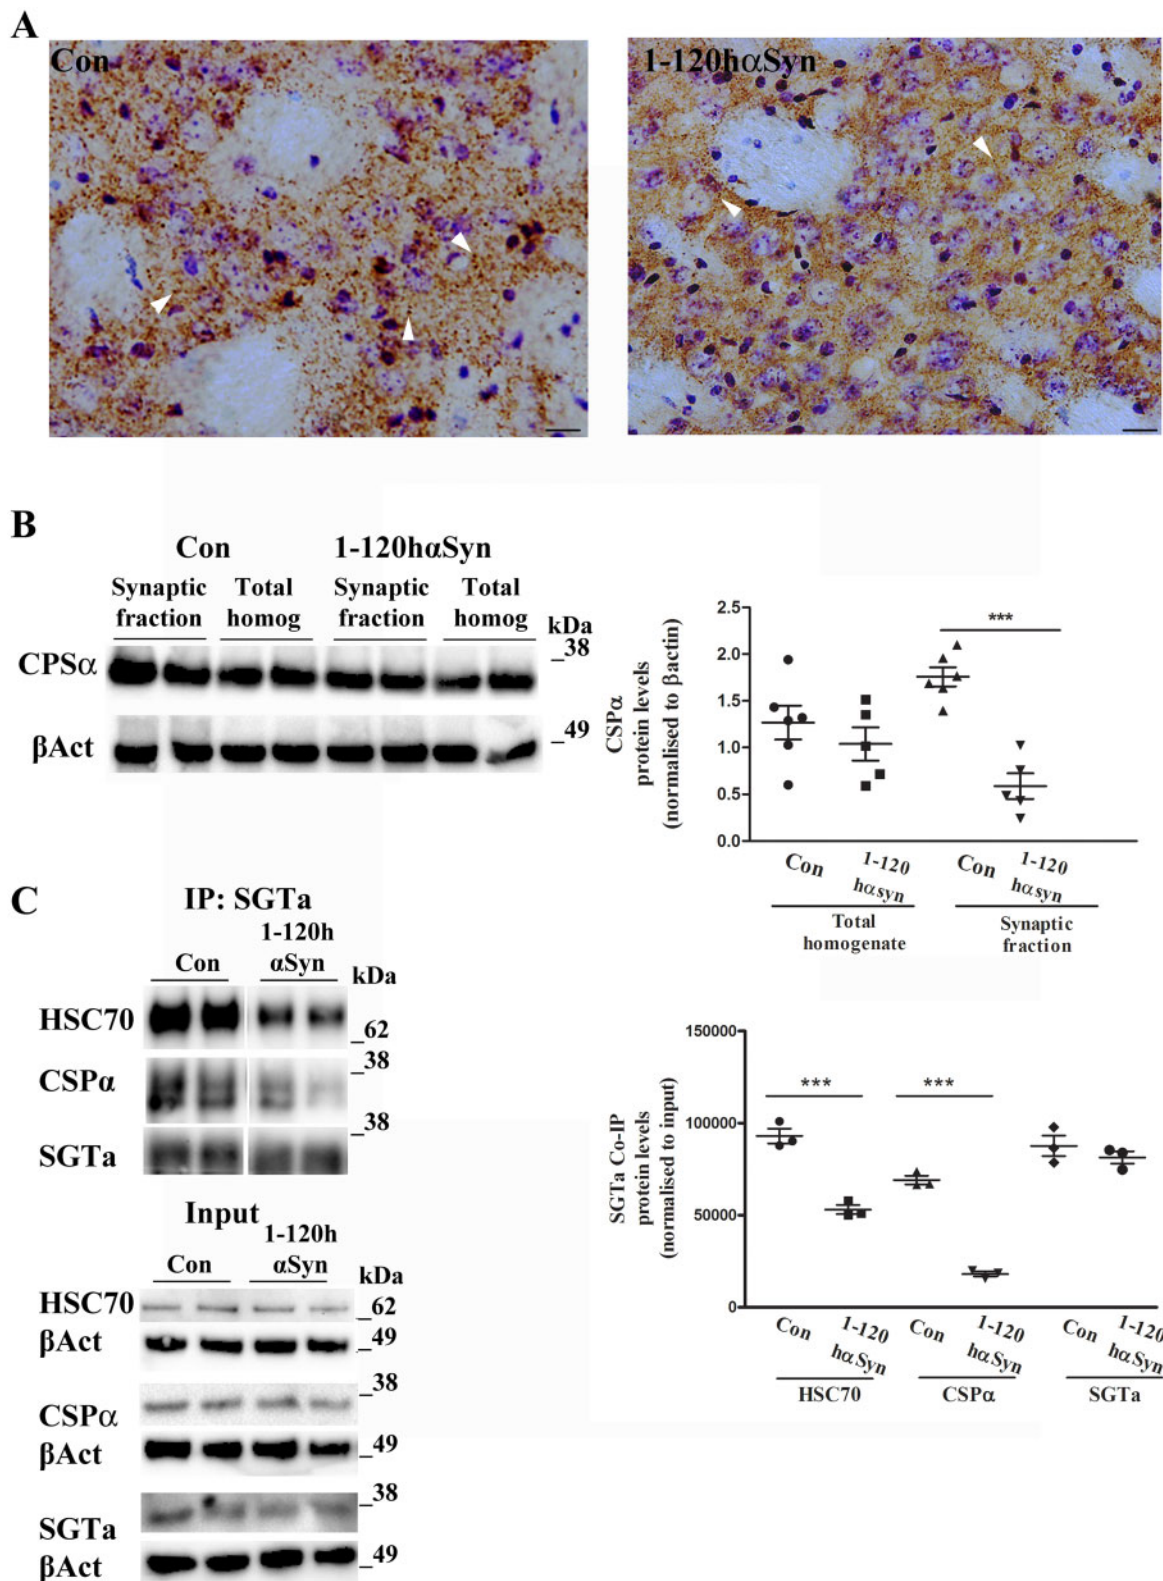 A
Con
1-120hαSyn
B
Con
1-120hαSyn
Synaptic
fraction
Total
homog
Synaptic
fraction
Total
homog
kDa
CPSα
_38
βAct
_49
CSPα
protein levels
(normalised to βactin)
2.5
2.0
1.5
1.0
0.5
0.0
***
Con
1-120
hαsyn
Con
1-120
hαsyn
Total
homogenate
Synaptic
fraction
C
IP: SGTa
Con
1-120h
αSyn
kDa
HSC70
_62
CSPα
_38
_38
SGTa
Input
Con
1-120h
αSyn
kDa
HSC70
_62
βAct
_49
CSPα
_38
βAct
_49
SGTa
_38
βAct
_49
SGTa Co-IP
protein levels
(normalised to input)
150000
100000
50000
0
***
***
Con
1-120
hαSyn
Con
1-120
hαSyn
Con
1-120
hαSyn
HSC70
CSPα
SGTa